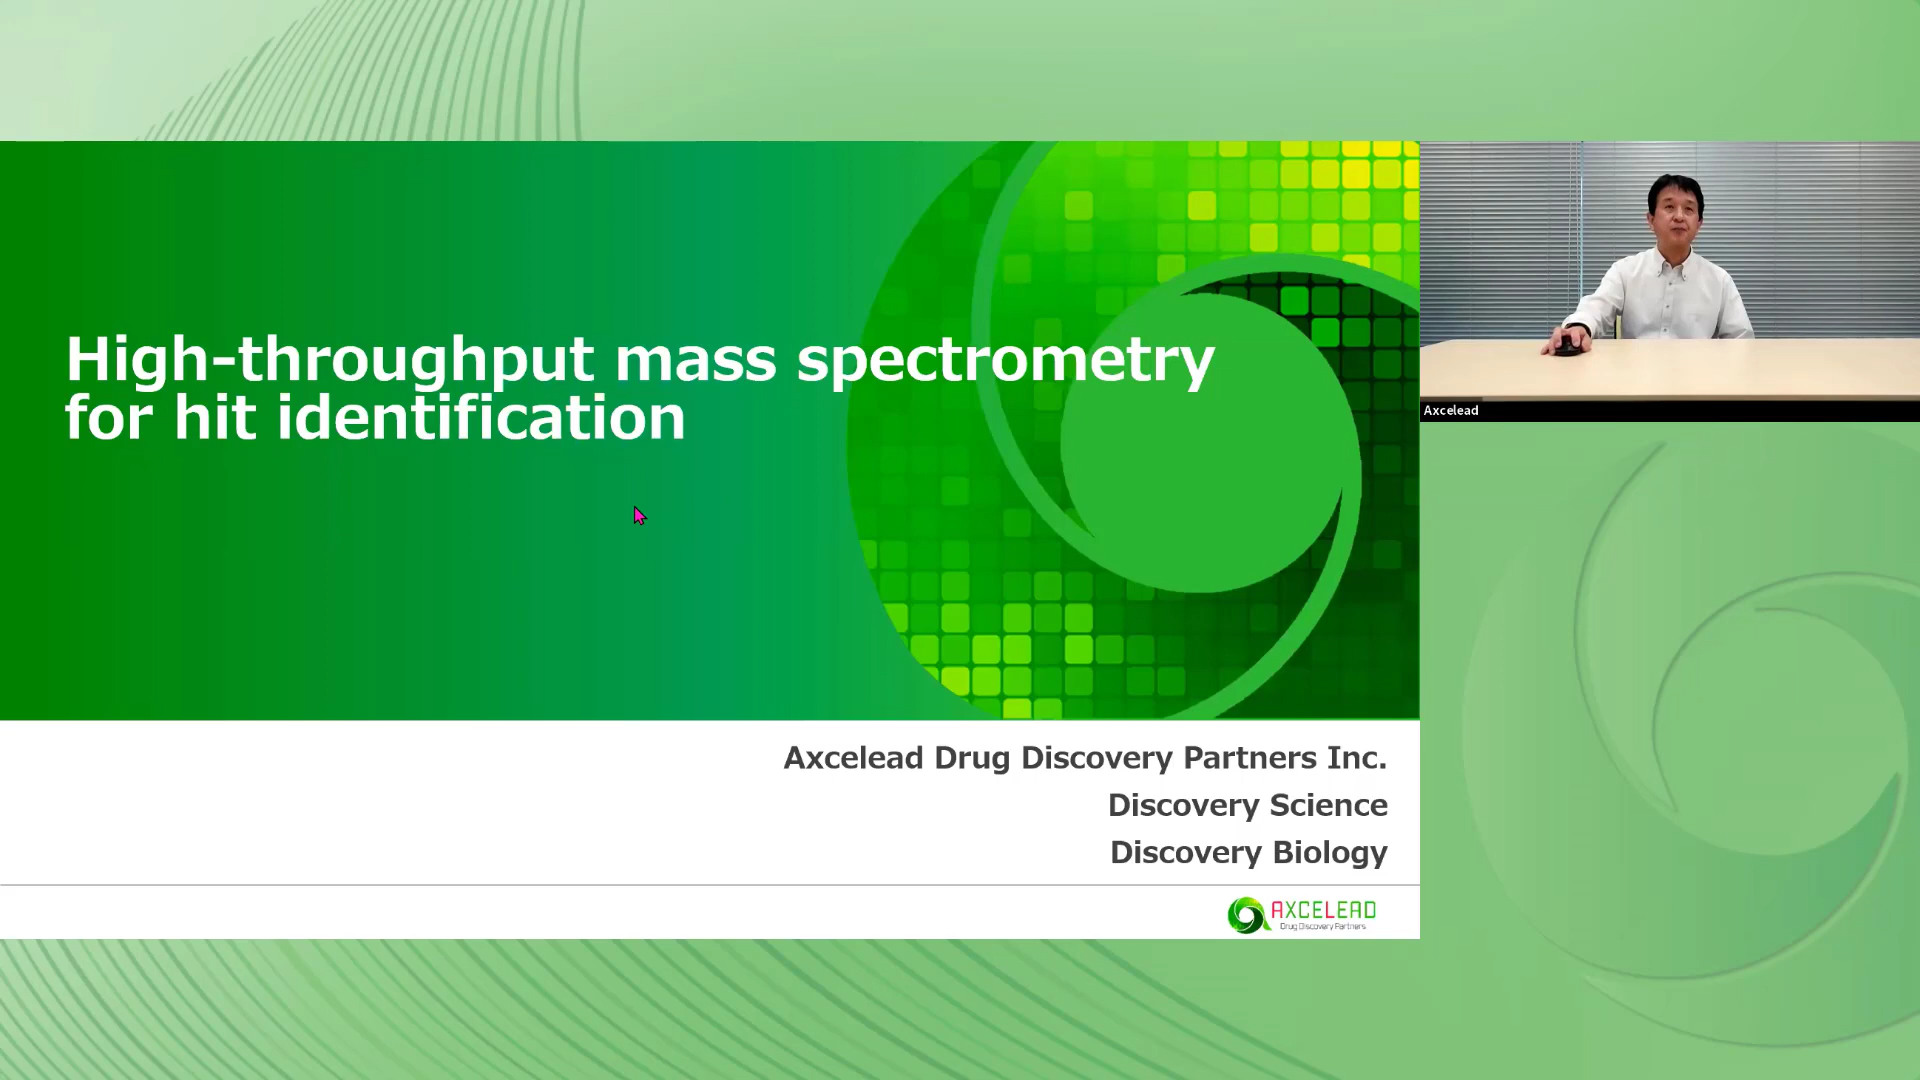 High-throughput mass spectrometry
for hit identification
Axcelead
Axcelead Drug Discovery Partners Inc.
Discovery Science
Discovery Biology
AXCELEAD
Drug Discovery Partners